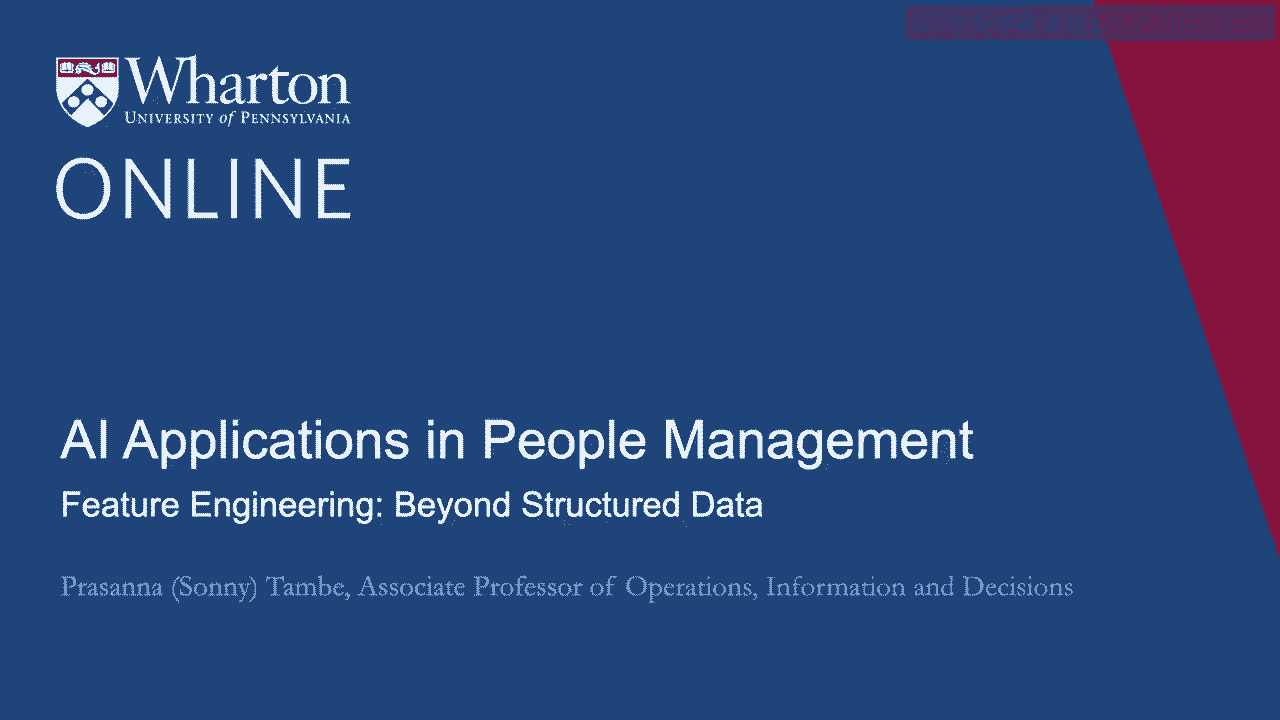 Wharton
UNIVERSITY of PENNSYLVANIA
ONLINE
AI Applications in People Management
Feature Engineering: Beyond Structured Data
Prasanna (Sonny) Tambe, Associate Professor of Operations, Information and Decisions